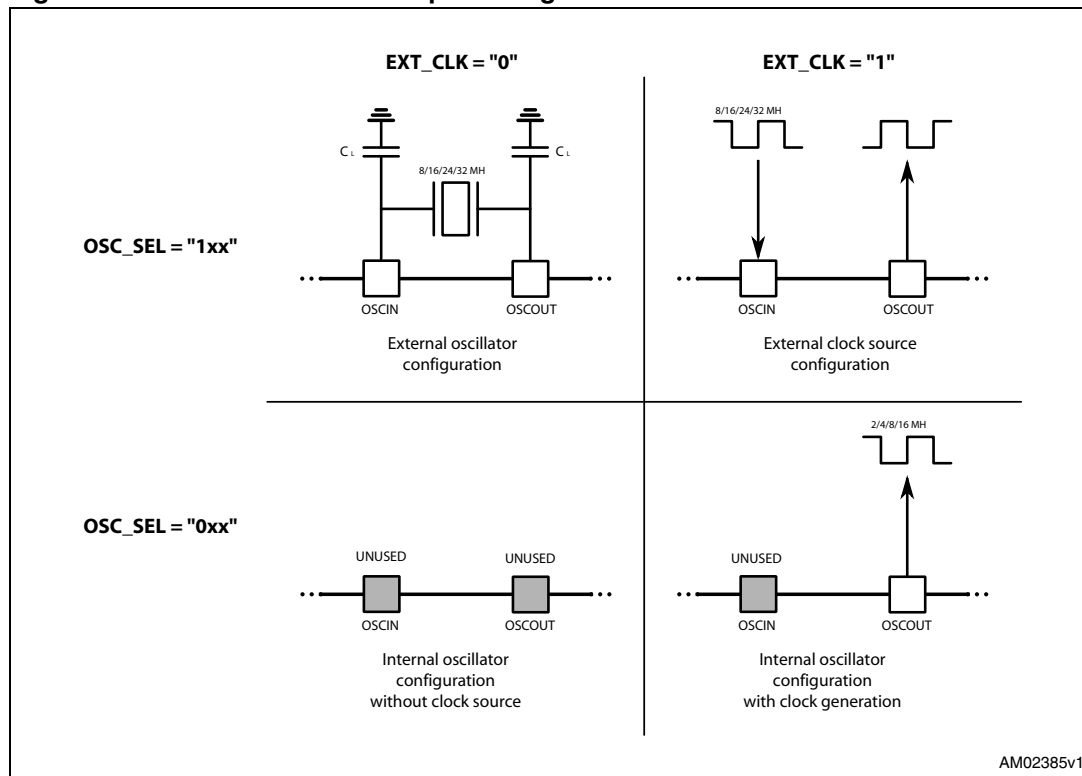 EXT_CLK = "0"
EXT_CLK = "1"
OSC_SEL = "1xx"
C L
C L
8/16/24/32 MH
OSCIN
OSCOUT
External oscillator
configuration
8/16/24/32 MH
OSCIN
OSCOUT
External clock source
configuration
OSC_SEL = "0xx"
UNUSED
UNUSED
OSCIN
OSCOUT
Internal oscillator
configuration
without clock source
2/4/8/16 MH
UNUSED
OSCIN
OSCOUT
Internal oscillator
configuration
with clock generation
AM02385v1